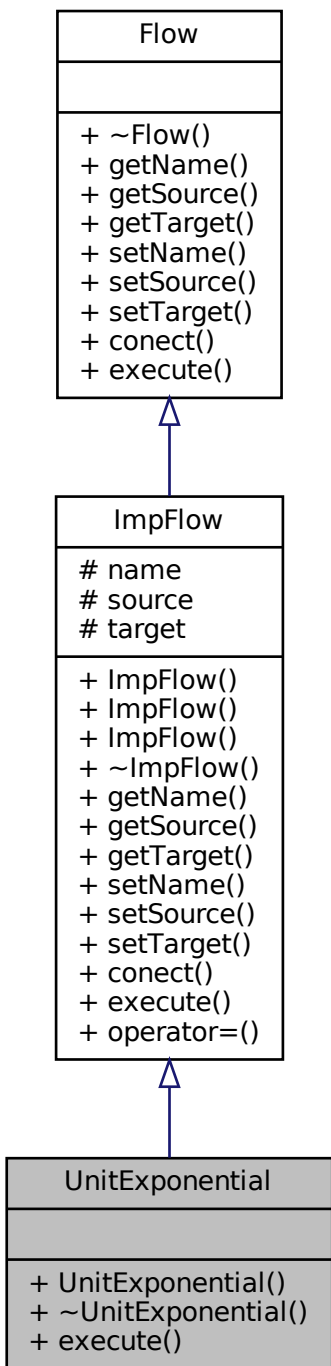 Flow
+ ~Flow()
+ getName()
+ getSource()
+ getTarget()
+ setName()
+ setSource()
+ setTarget()
+ conect()
+ execute()
ImpFlow
# name
# source
# target
+ ImpFlow()
+ ImpFlow()
+ ImpFlow()
+ ~ImpFlow()
+ getName()
+ getSource()
+ getTarget()
+ setName()
+ setSource()
+ setTarget()
+ conect()
+ execute()
+ operator=()
UnitExponential
+ UnitExponential()
+ ~UnitExponential()
+ execute()